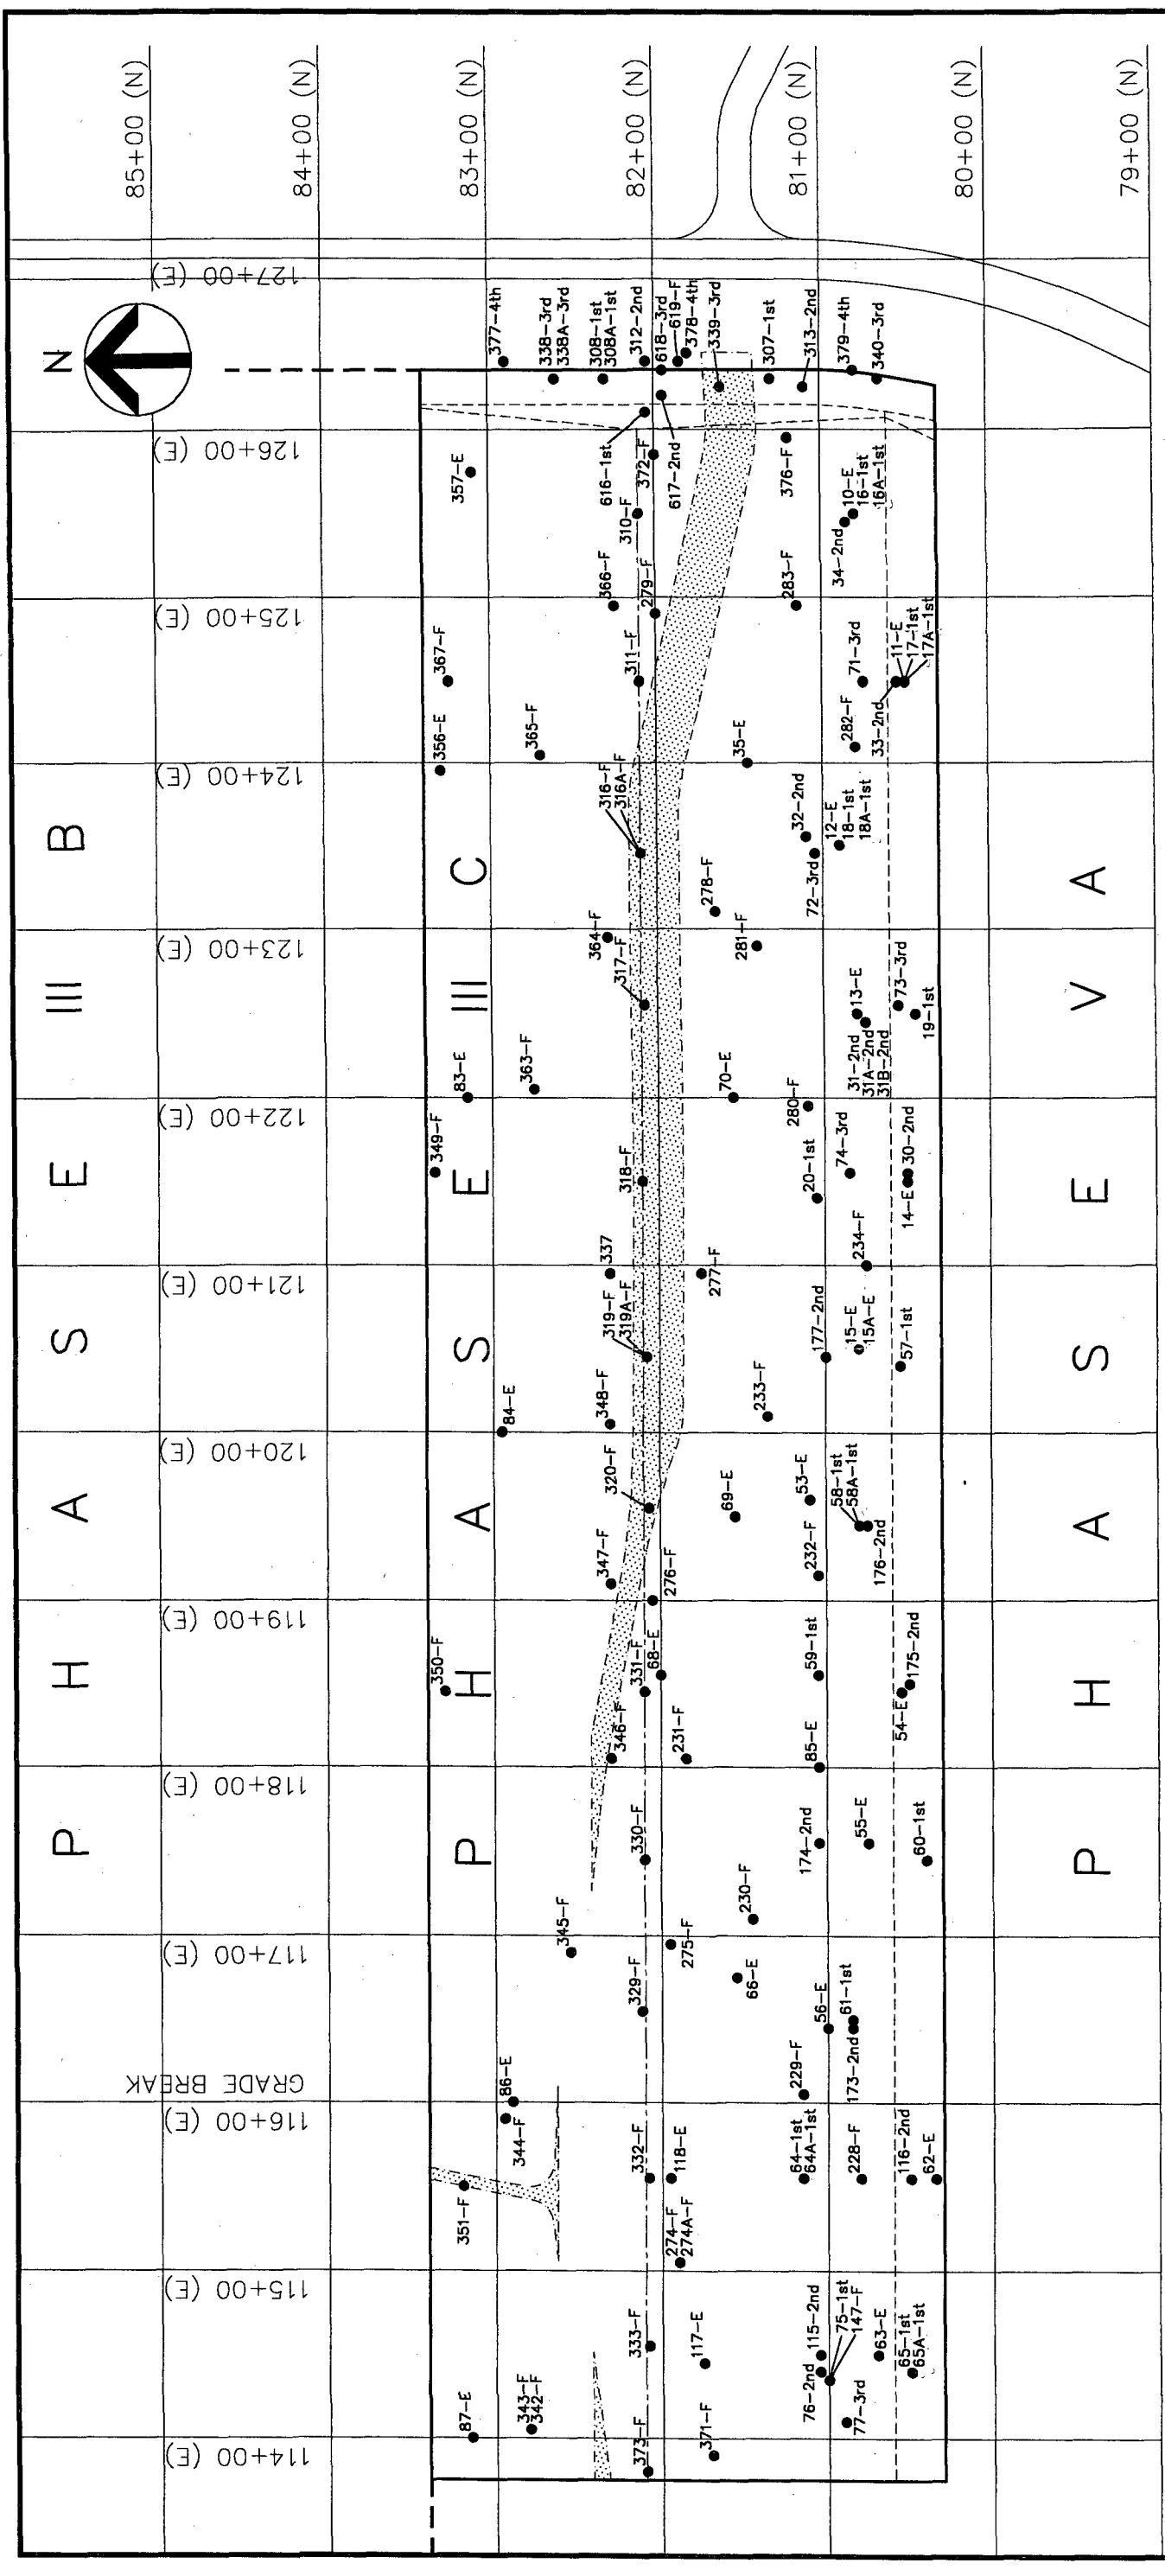 85+00 (N)
84+00 (N)
83+00 (N)
82+00 (N)
81+00 (N)
80+00 (N)
79+00 (N)
N
127+00 (E)
126+00 (E)
125+00 (E)
124+00 (E)
123+00 (E)
122+00 (E)
121+00 (E)
120+00 (E)
119+00 (E)
118+00 (E)
117+00 (E)
GRADE BREAK
116+00 (E)
115+00 (E)
114+00 (E)
PHASE III B
PHASE III C
PHASE V A
377-4th
338-3rd
338A-3rd
308-1st
308A-1st
312-2nd
618-3rd
619-F
378-4th
339-3rd
307-1st
313-2nd
379-4th
340-3rd
357-E
616-1st
372-F
617-2nd
376-F
310-F
10-E
16-1st
16A-1st
34-2nd
366-F
279-F
283-F
367-F
311-F
71-3rd
11-E
17-1st
17A-1st
33-2nd
282-F
356-E
365-F
35-E
316-F
316A-F
32-2nd
72-3rd
12-E
18-1st
18A-1st
278-F
364-F
281-F
317-F
13-E
73-3rd
19-1st
31-2nd
31A-2nd
31B-2nd
83-E
363-F
70-E
280-F
349-F
318-F
20-1st
74-3rd
30-2nd
14-E
337
277-F
234-F
319-F
319A-F
177-2nd
15-E
15A-E
57-1st
84-E
348-F
233-F
320-F
69-E
53-E
58-1st
58A-1st
176-2nd
347-F
276-F
232-F
350-F
331-F
68-E
59-1st
175-2nd
54-E
346-F
231-F
85-E
330-F
174-2nd
55-E
60-1st
345-F
275-F
230-F
66-E
329-F
56-E
61-1st
173-2nd
86-E
344-F
229-F
351-F
332-F
118-E
64-1st
64A-1st
228-F
116-2nd
62-E
274-F
274A-F
333-F
117-E
115-2nd
75-1st
147-F
76-2nd
63-E
65-1st
65A-1st
77-3rd
87-E
343-F
342-F
373-F
371-F